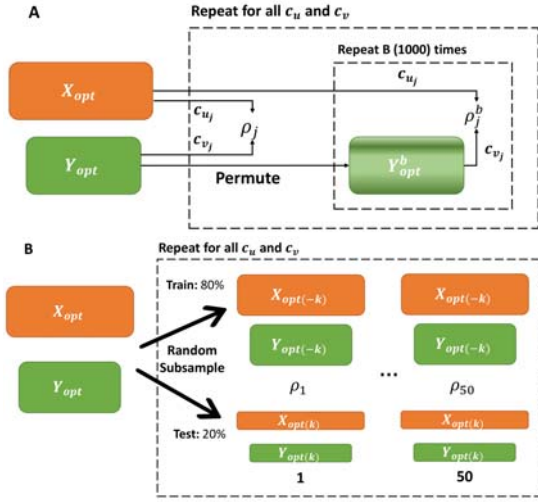 A
Repeat for all c_u and c_v
Repeat B (1000) times
X_opt
c_{u_j}
c_{u_j}
ρ_j
ρ_j^b
c_{v_j}
Y_opt
Y_opt^b
c_{v_j}
Permute
B
Repeat for all c_u and c_v
Train: 80%
X_opt(-k)
X_opt(-k)
X_opt
Y_opt(-k)
Y_opt(-k)
Random
Subsample
...
Y_opt
ρ_1
ρ_50
X_opt(k)
X_opt(k)
Test: 20%
Y_opt(k)
Y_opt(k)
1
50